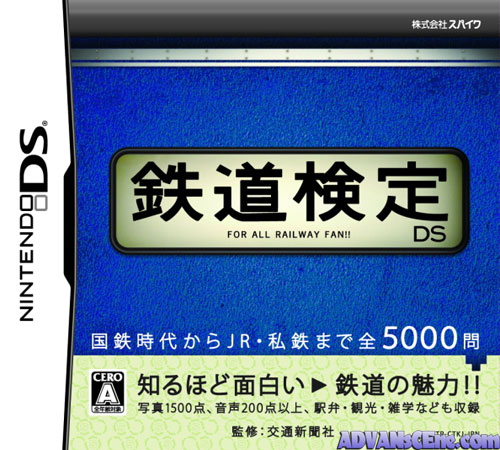 株式会社スパイク
NINTENDO DS
鉄道検定
FOR ALL RAILWAY FAN!!
DS
国鉄時代からJR・私鉄まで全5000問
CERO
A
全年齢対象
知るほど面白い▶鉄道の魅力!!
写真1500点、音声200点以上、駅弁・観光・雑学なども収録
監修:交通新聞社
ADVANsCEne.com